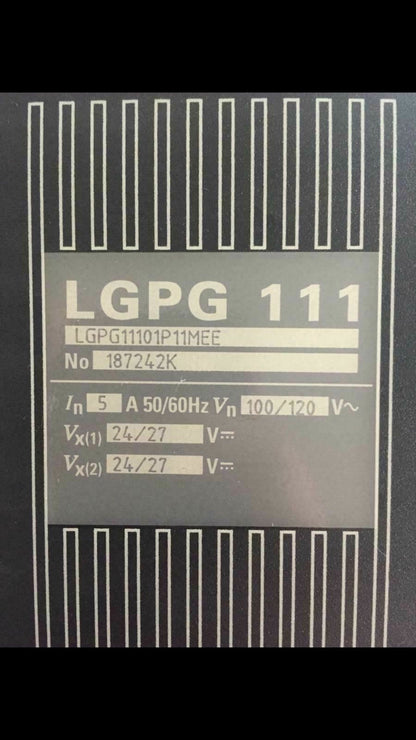 LGPG 111
LGPG11101P11MEE
No 187242K
In 5 A 50/60Hz Vn 100/120 V~
Vx(1) 24/27 V⎓
Vx(2) 24/27 V⎓